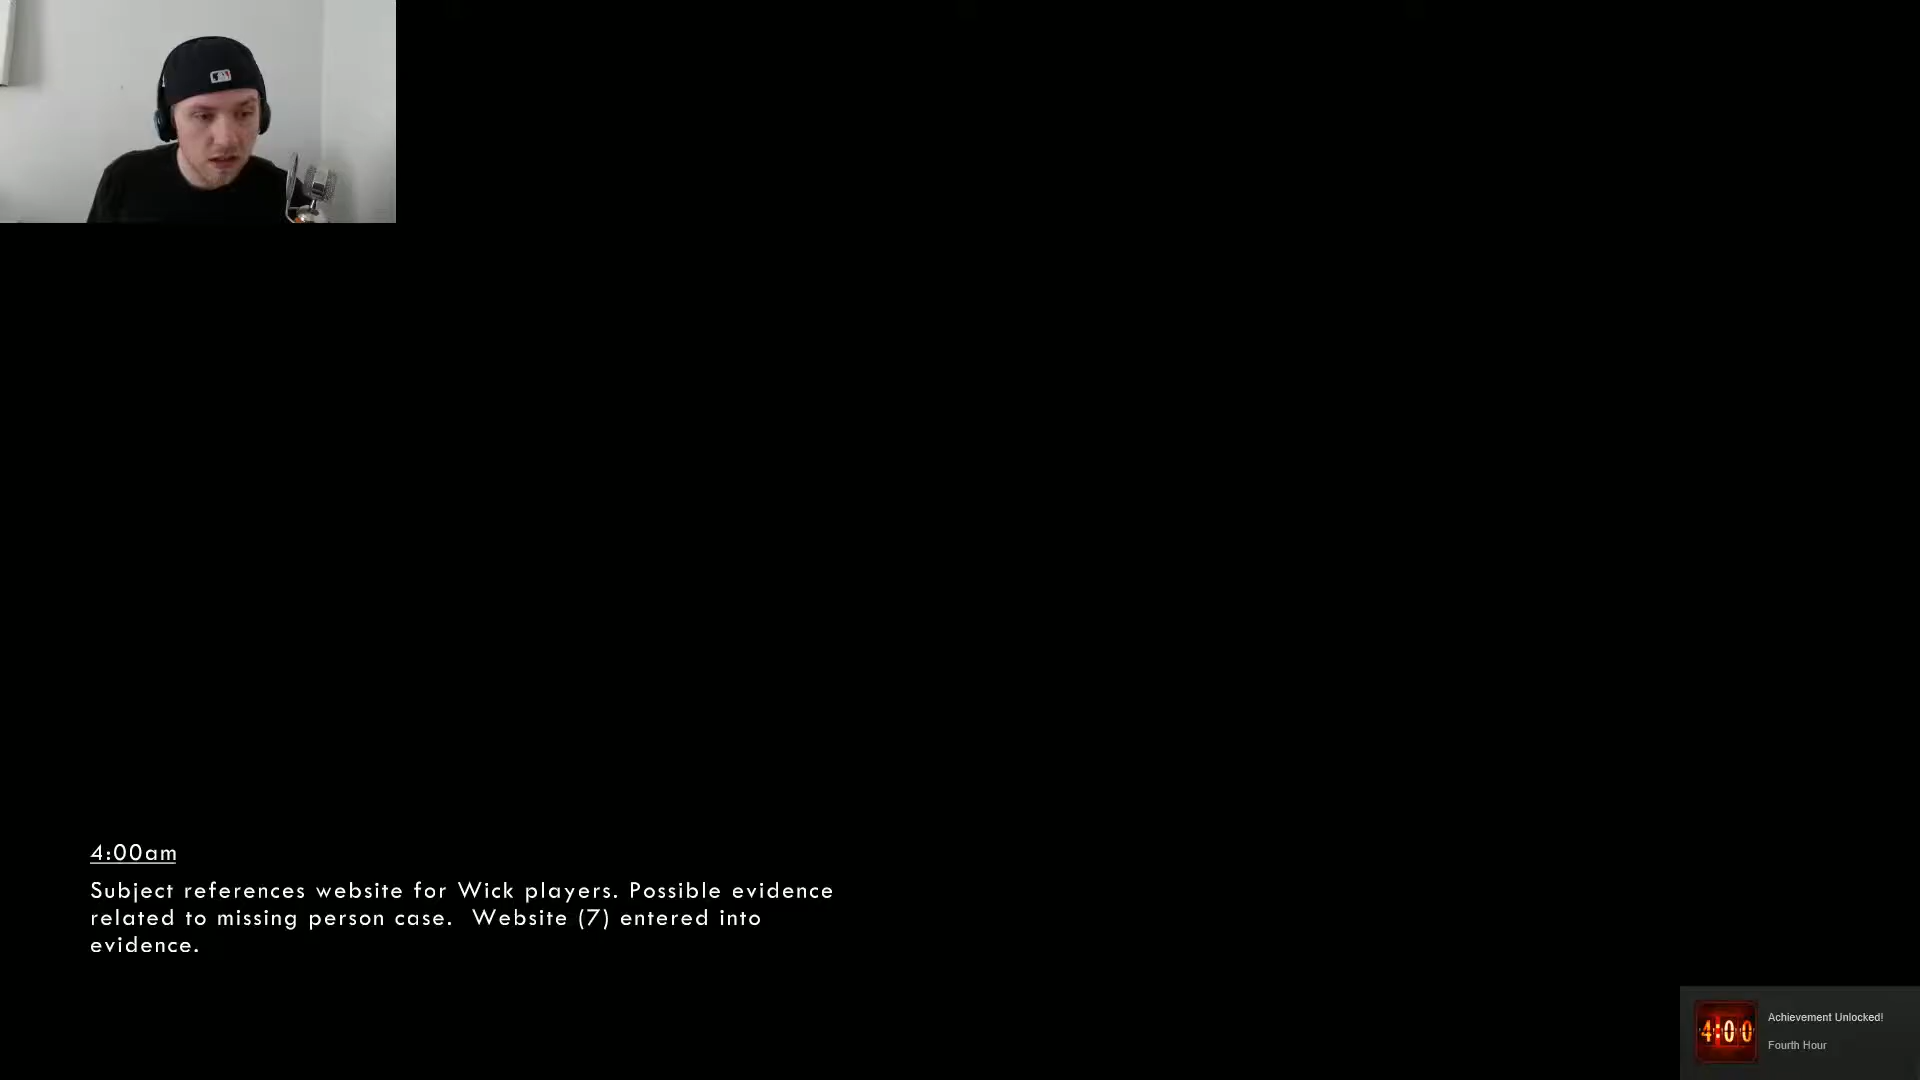 4:00am
Subject references website for Wick players. Possible evidence
related to missing person case.  Website (7) entered into
evidence.
4:00
Achievement Unlocked!
Fourth Hour